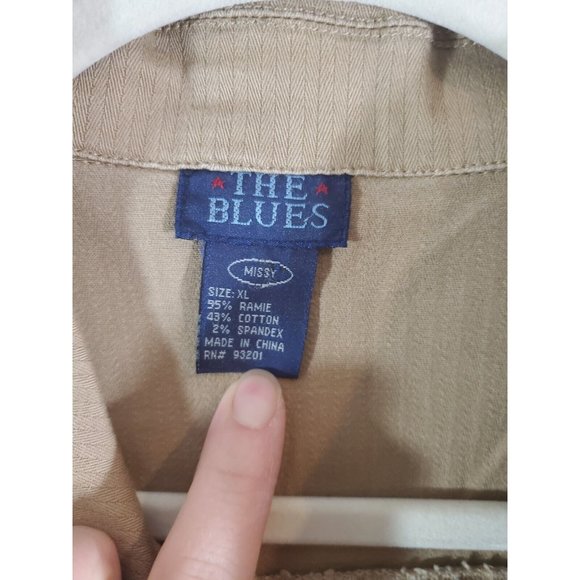 THE
BLUES
MISSY
SIZE: XL
55% RAMIE
43% COTTON
2% SPANDEX
MADE IN CHINA
RN# 93201